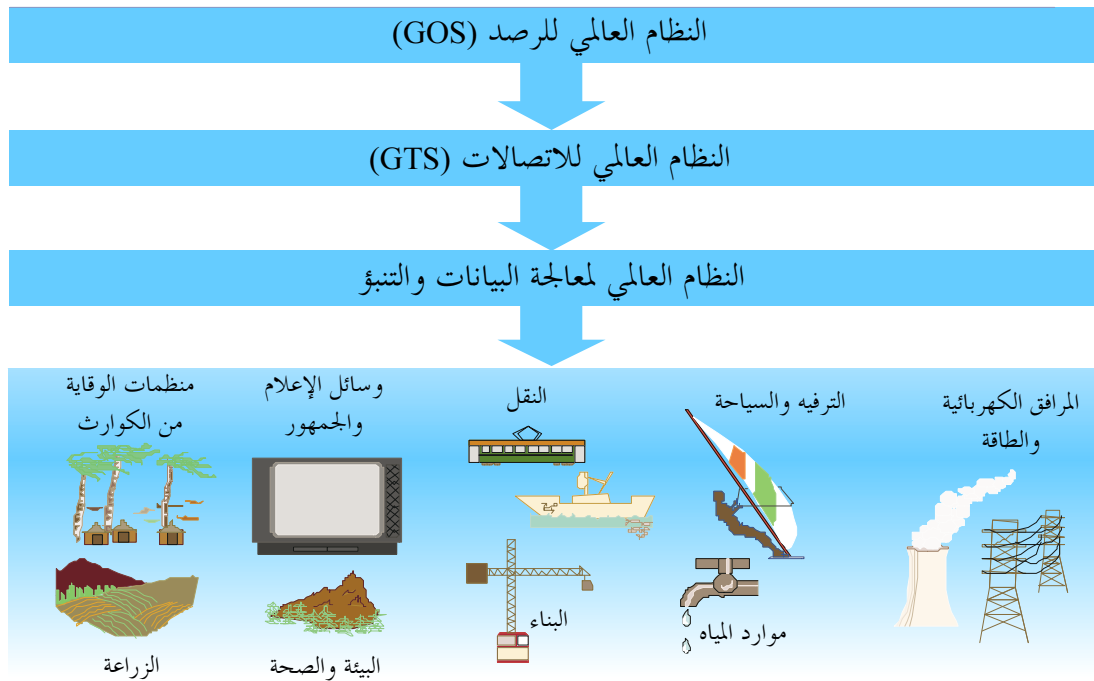 النظام العالمي للرصد (GOS)
النظام العالمي للاتصالات (GTS)
النظام العالمي لمعالجة البيانات والتنبؤ
المرافق الكهربائية
والطاقة
الترفيه والسياحة
النقل
وسائل الإعلام
والجمهور
منظمات الوقاية
من الكوارث
موارد المياه
البناء
البيئة والصحة
الزراعة